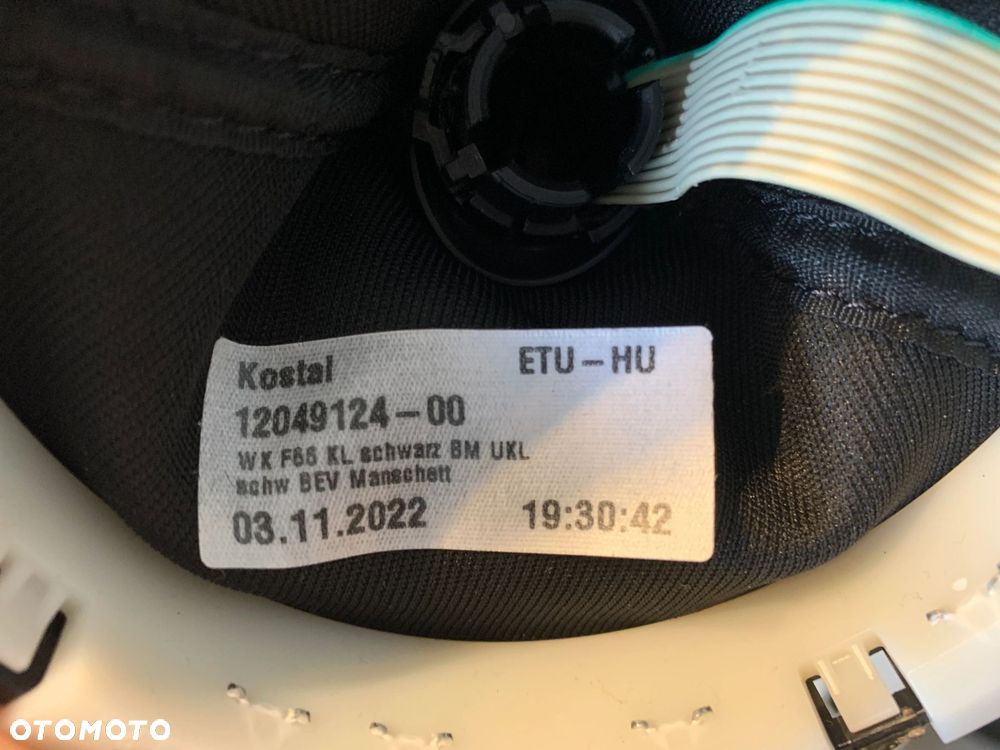 Kostal ETU-HU
12049124-00
WK F66 KL schwarz BM UKL
schw BEV Manschett
03.11.2022 19:30:42
OTOMOTO